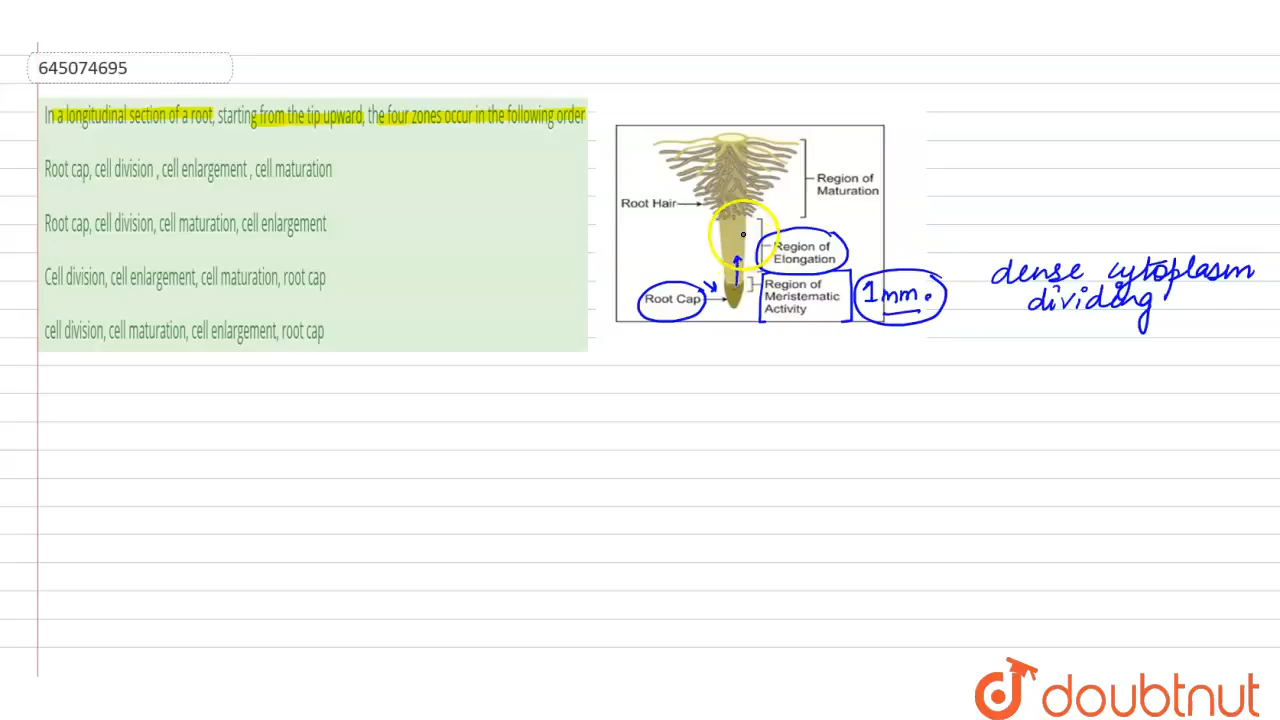 645074695
In a longitudinal section of a root, starting from the tip upward, the four zones occur in the following order
Root cap, cell division , cell enlargement , cell maturation
Root cap, cell division, cell maturation, cell enlargement
Cell division, cell enlargement, cell maturation, root cap
cell division, cell maturation, cell enlargement, root cap
Region of
Maturation
Root Hair
Region of
Elongation
Root Cap
Region of
Meristematic
Activity
1mm.
dense cytoplasm
dividing
doubtnut